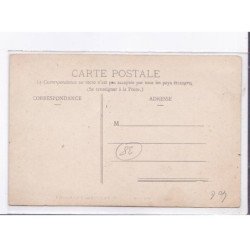 CARTE POSTALE
La Correspondance au recto n'est pas acceptée par tous les pays étrangers
(Se renseigner à la Poste.)
CORRESPONDANCE
ADRESSE
M